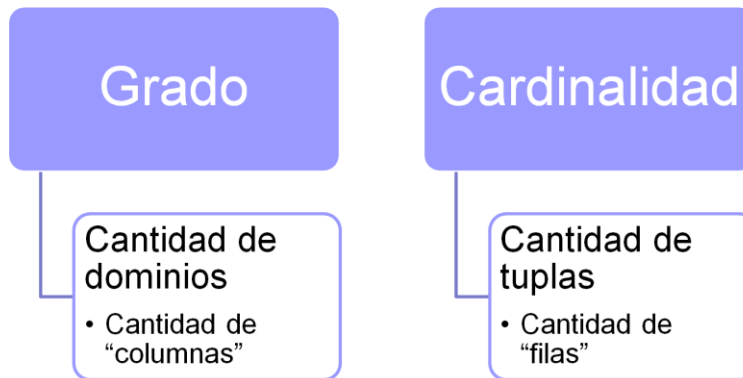 Grado
Cantidad de
dominios
• Cantidad de
“columnas”
Cardinalidad
Cantidad de
tuplas
• Cantidad de
“filas”